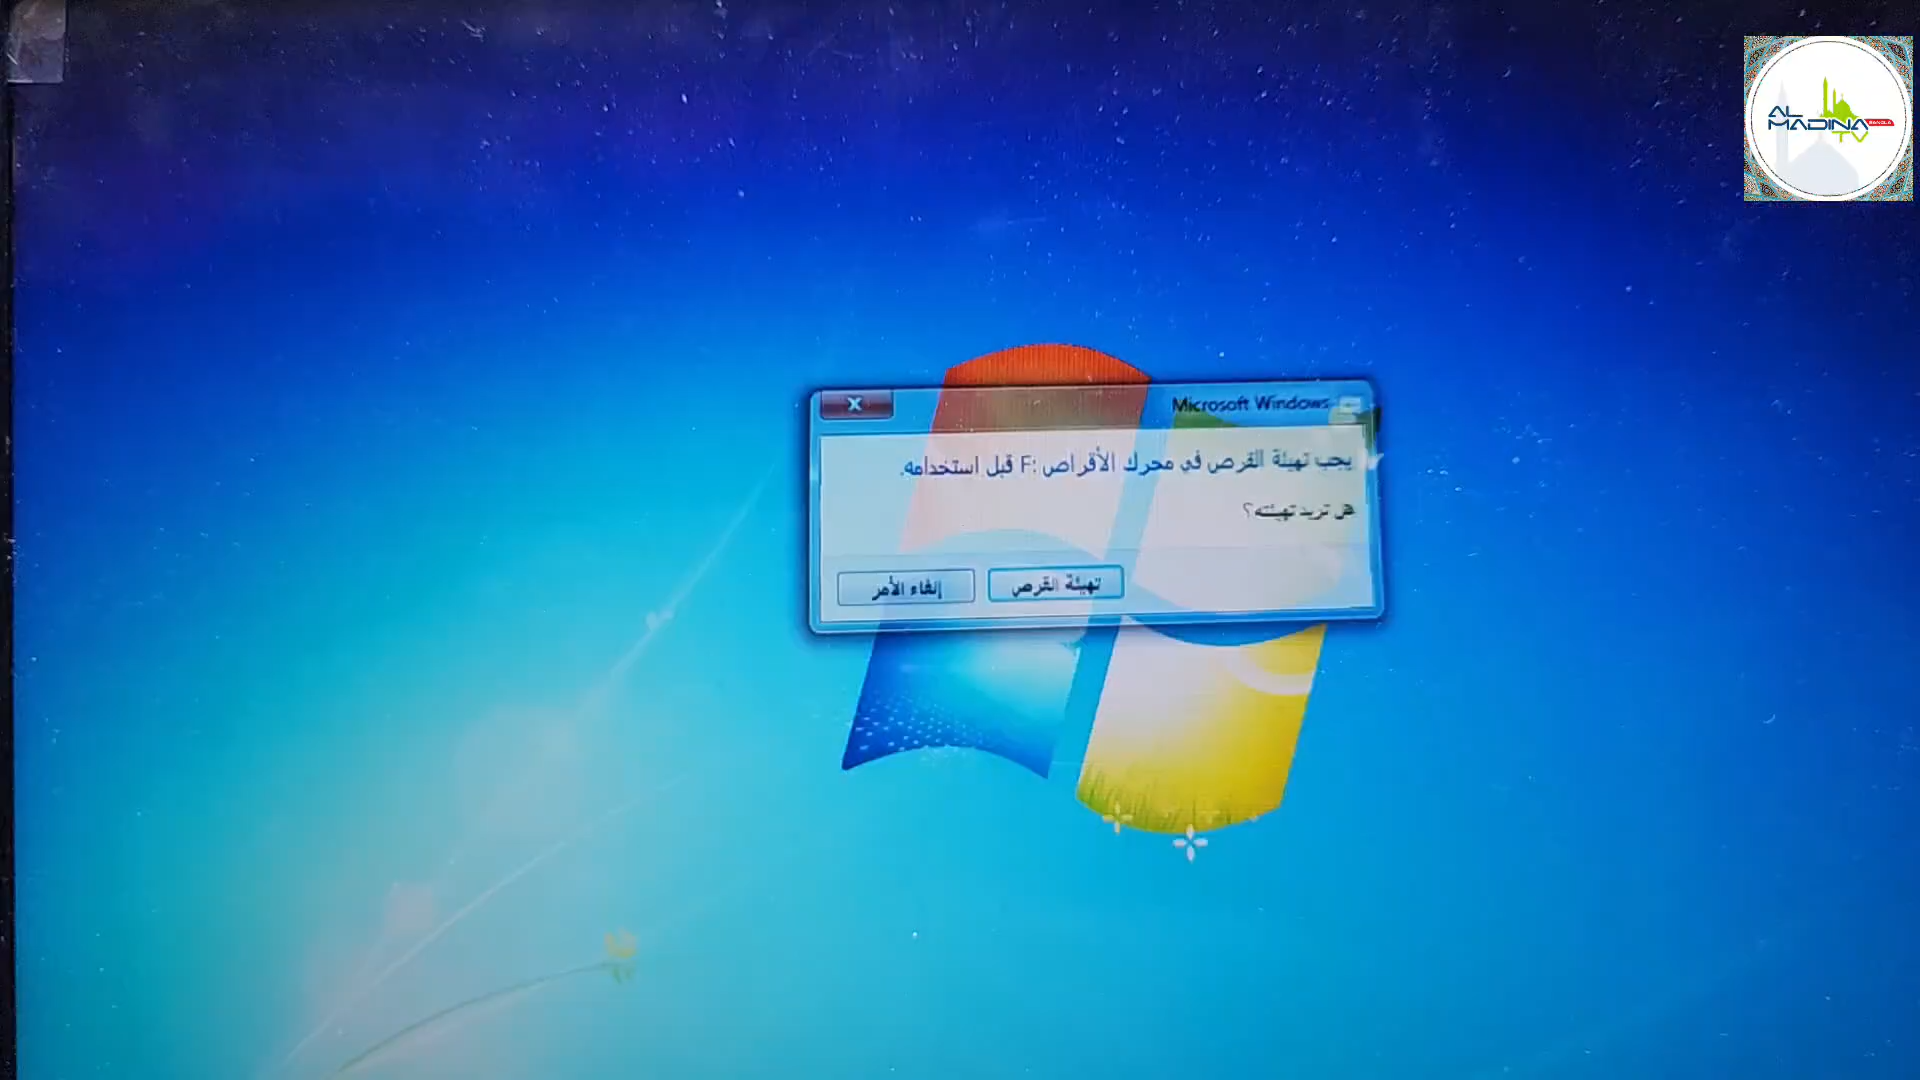 AL
MADINA BANGLA
TV
Microsoft Windows
يجب تهيئة القرص في محرك الأقراص F: قبل استخدامه.
هل تريد تهيئته؟
تهيئة القرص
إلغاء الأمر